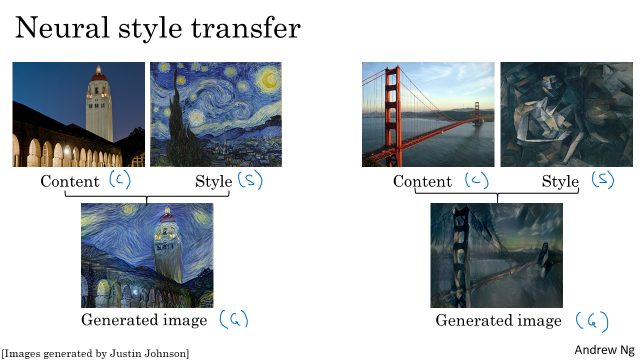 Neural style transfer
Content (C) Style (S)
Content (C) Style (S)
Generated image (G)
Generated image (G)
[Images generated by Justin Johnson]
Andrew Ng